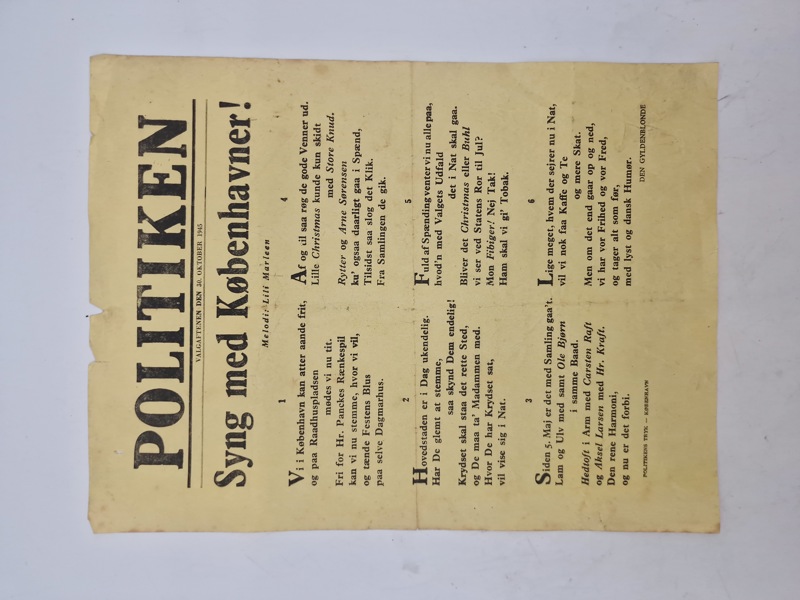 POLITIKEN
VALGAFTENEN DEN 30. OKTOBER 1945
Syng med Københavner!
Melodi: Lili Marleen
1
Vi i København kan atter aande frit,
og paa Raadhuspladsen
mødes vi nu tit.
Fri for Hr. Panckes Rænkespil
kan vi nu stemme, hvor vi vil,
og tænde Festens Blus
paa selve Dagmarhus.
2
Hovedstaden er i Dag ukendelig.
Har De glemt at stemme,
saa skynd Dem endelig!
Krydset skal staa det rette Sted,
og De maa ta' Madammen med.
Hvor De har Krydset sat,
vil vise sig i Nat.
3
Siden 5. Maj er det med Samling gaa't.
Lam og Ulv med samt Ole Bjørn
i samme Baad.
Hedtoft i Arm med Carsten Raft
og Aksel Larsen med Hr. Kraft.
Den rene Harmoni,
og nu er det forbi.
4
Af og til saa røg de gode Venner ud.
Lille Christmas kunde kun skidt
med Store Knud.
Rytter og Arne Sørensen
ku' ogsaa daarligt gaa i Spænd,
Tilsidst saa slog det Klik.
Fra Samlingen de gik.
5
Fuld af Spænding venter vi nu alle paa,
hvod'n med Valgets Udfald
det i Nat skal gaa.
Bliver det Christmas eller Buhl
vi ser ved Statens Ror til Jul?
Mon Fibiger! Nej Tak!
Ham skal vi gi' Tobak.
6
Lige meget, hvem der sejrer nu i Nat,
vil vi nok faa Kaffe og Te
og mere Skat.
Men om det end gaar op og ned,
vi har vor Frihed og vor Fred,
og tager alt som før,
med lyst og dansk Humør.
DEN GYLDENBLONDE
POLITIKENS TRYK — KØBENHAVN